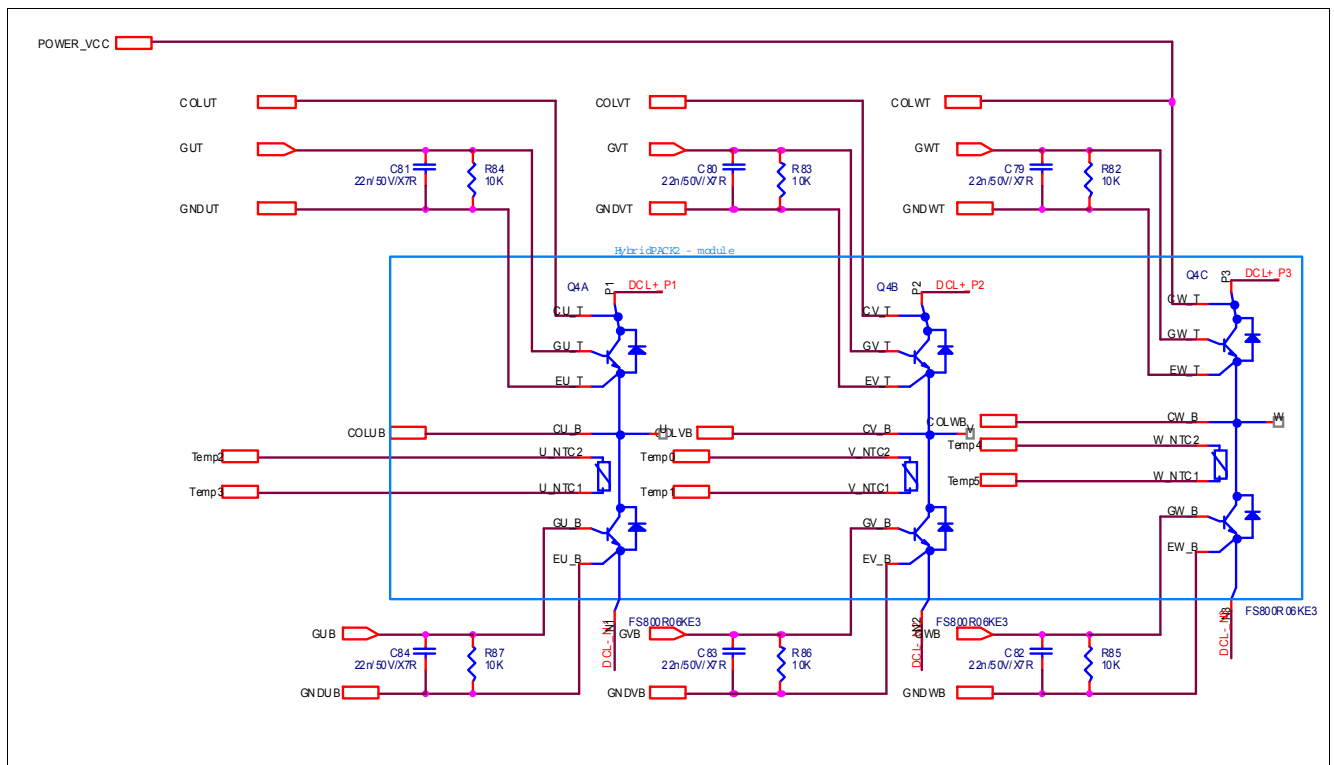 POWER_VCC
COLUT
COLVT
COLWT
GUT
GVT
GWT
C81
22n/50V/X7R
R84
10K
C80
22n/50V/X7R
R83
10K
C79
22n/50V/X7R
R82
10K
GNDUT
GNDVT
GNDWT
HybridPACK2 - module
Q4A
P1
DCL+_P1
Q4B
P2
DCL+_P2
Q4C
P3
DCL+_P3
CU_T
CV_T
CW_T
GU_T
GV_T
GW_T
EU_T
EV_T
EW_T
COLUB
CU_B
U
COLVB
CV_B
V
COLWB
CW_B
W
Temp2
U_NTC2
Temp0
V_NTC2
Temp4
W_NTC2
Temp3
U_NTC1
Temp1
V_NTC1
Temp5
W_NTC1
GU_B
GV_B
GW_B
EU_B
EV_B
EW_B
FS800R06KE3
FS800R06KE3
FS800R06KE3
N1
N2
N3
GUB
GVB
GWB
C84
22n/50V/X7R
R87
10K
C83
22n/50V/X7R
R86
10K
C82
22n/50V/X7R
R85
10K
GNDUB
GNDVB
GNDWB